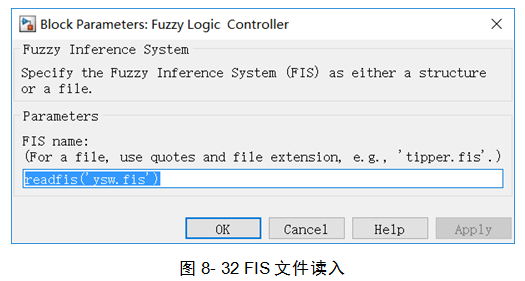 Block Parameters: Fuzzy Logic Controller
Fuzzy Inference System
Specify the Fuzzy Inference System (FIS) as either a structure
or a file.
Parameters
FIS name:
(For a file, use quotes and file extension, e.g., 'tipper.fis'.)
readfis('ysw.fis')
OK Cancel Help Apply
图 8- 32 FIS 文件读入